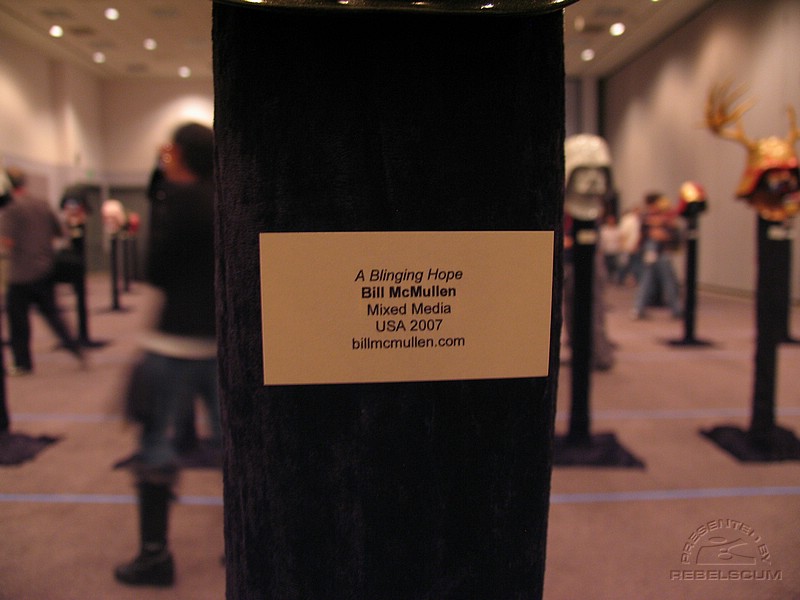 A Blinging Hope
Bill McMullen
Mixed Media
USA 2007
billmcmullen.com
PRESENTED BY
REBELSCUM